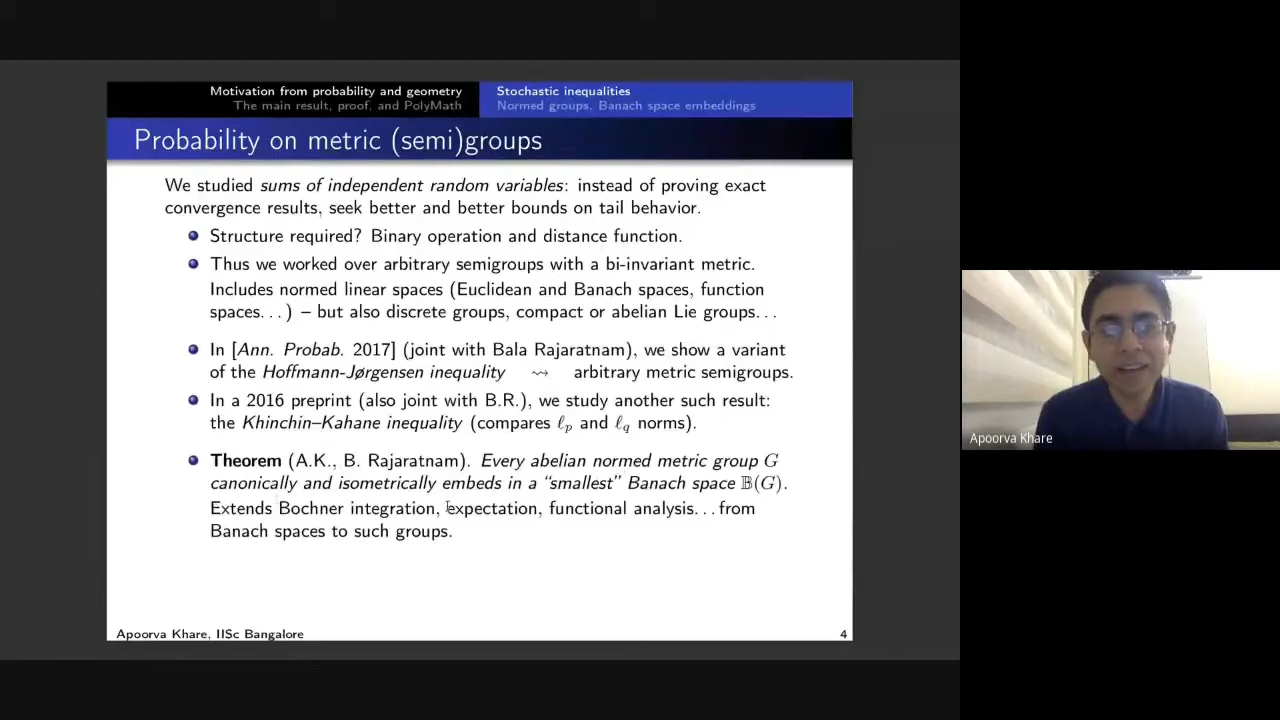 Motivation from probability and geometry
The main result, proof, and PolyMath
Stochastic inequalities
Normed groups, Banach space embeddings
Probability on metric (semi)groups
We studied sums of independent random variables: instead of proving exact
convergence results, seek better and better bounds on tail behavior.
Structure required? Binary operation and distance function.
Thus we worked over arbitrary semigroups with a bi-invariant metric.
Includes normed linear spaces (Euclidean and Banach spaces, function
spaces...) – but also discrete groups, compact or abelian Lie groups...
In [Ann. Probab. 2017] (joint with Bala Rajaratnam), we show a variant
of the Hoffmann-Jørgensen inequality ⇝ arbitrary metric semigroups.
In a 2016 preprint (also joint with B.R.), we study another such result:
the Khinchin–Kahane inequality (compares ℓp and ℓq norms).
Theorem (A.K., B. Rajaratnam). Every abelian normed metric group G
canonically and isometrically embeds in a “smallest” Banach space 𝔹(G).
Extends Bochner integration, expectation, functional analysis...from
Banach spaces to such groups.
Apoorva Khare, IISc Bangalore
4
Apoorva Khare